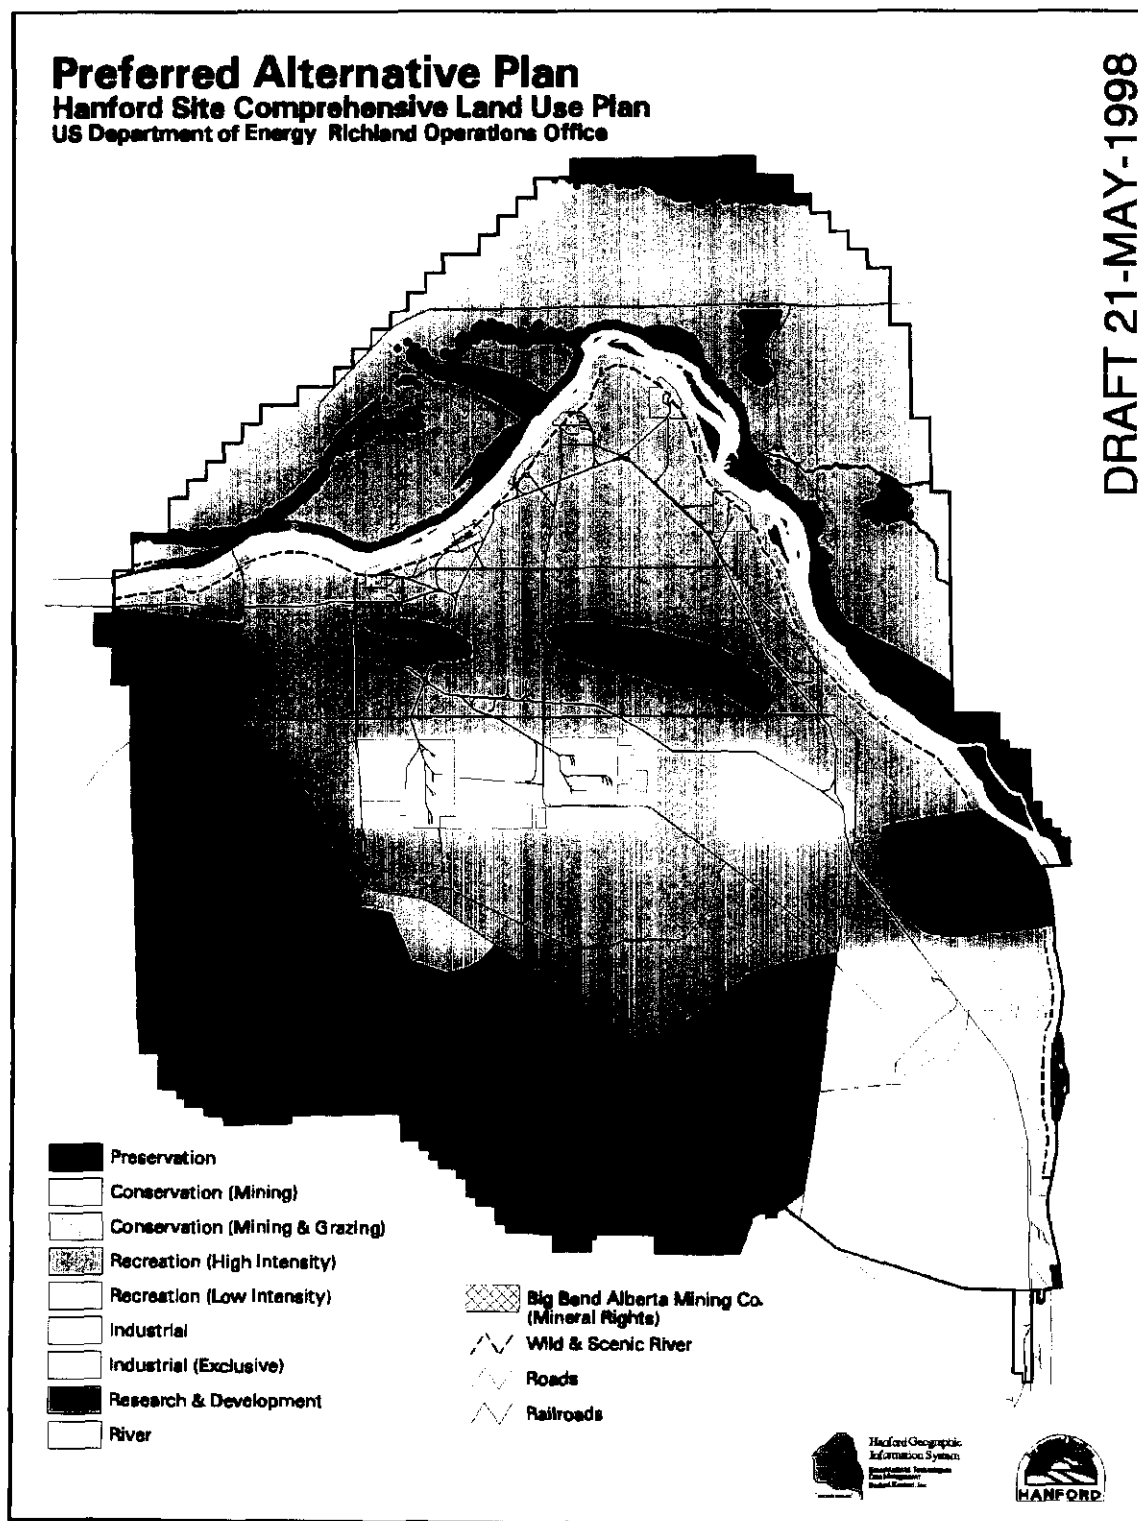 Preferred Alternative Plan
Hanford Site Comprehensive Land Use Plan
US Department of Energy Richland Operations Office
DRAFT 21-MAY-1998
Preservation
Conservation (Mining)
Conservation (Mining & Grazing)
Recreation (High Intensity)
Recreation (Low Intensity)
Industrial
Industrial (Exclusive)
Research & Development
River
Big Bend Alberta Mining Co.
(Mineral Rights)
Wild & Scenic River
Roads
Railroads
Hanford Geographic
Information System
HANFORD